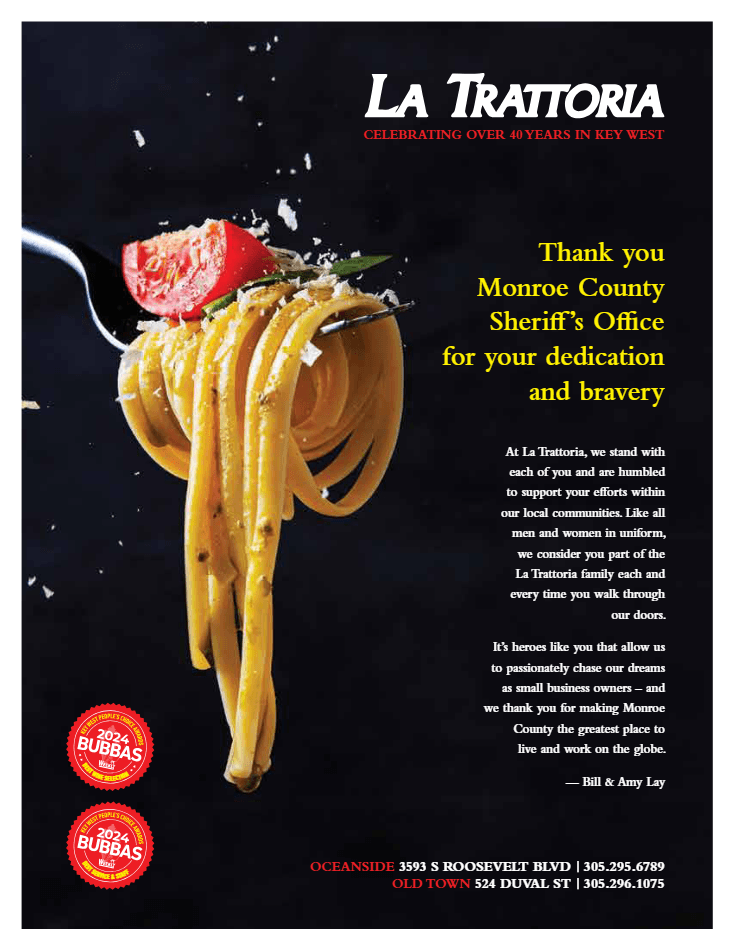 LA TRATTORIA
CELEBRATING OVER 40 YEARS IN KEY WEST
Thank you
Monroe County
Sheriff’s Office
for your dedication
and bravery
At La Trattoria, we stand with
each of you and are humbled
to support your efforts within
our local communities. Like all
men and women in uniform,
we consider you part of the
La Trattoria family each and
every time you walk through
our doors.
It’s heroes like you that allow us
to passionately chase our dreams
as small business owners – and
we thank you for making Monroe
County the greatest place to
live and work on the globe.
— Bill & Amy Lay
KEY WEST PEOPLE'S CHOICE AWARDS
2024
BUBBAS
BEST WINE SELECTION
KEY WEST PEOPLE'S CHOICE AWARDS
2024
BUBBAS
BEST SERVICE & STAFF
OCEANSIDE 3593 S ROOSEVELT BLVD | 305.295.6789
OLD TOWN 524 DUVAL ST | 305.296.1075